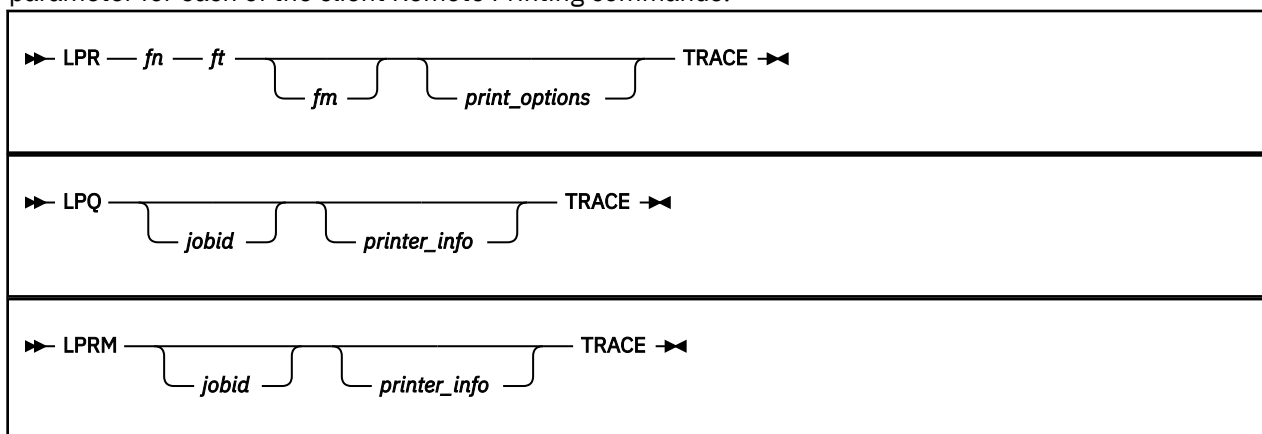 parameter for each of the client Remote Printing commands.
LPR fn ft fm print_options TRACE
LPQ jobid printer_info TRACE
LPRM jobid printer_info TRACE